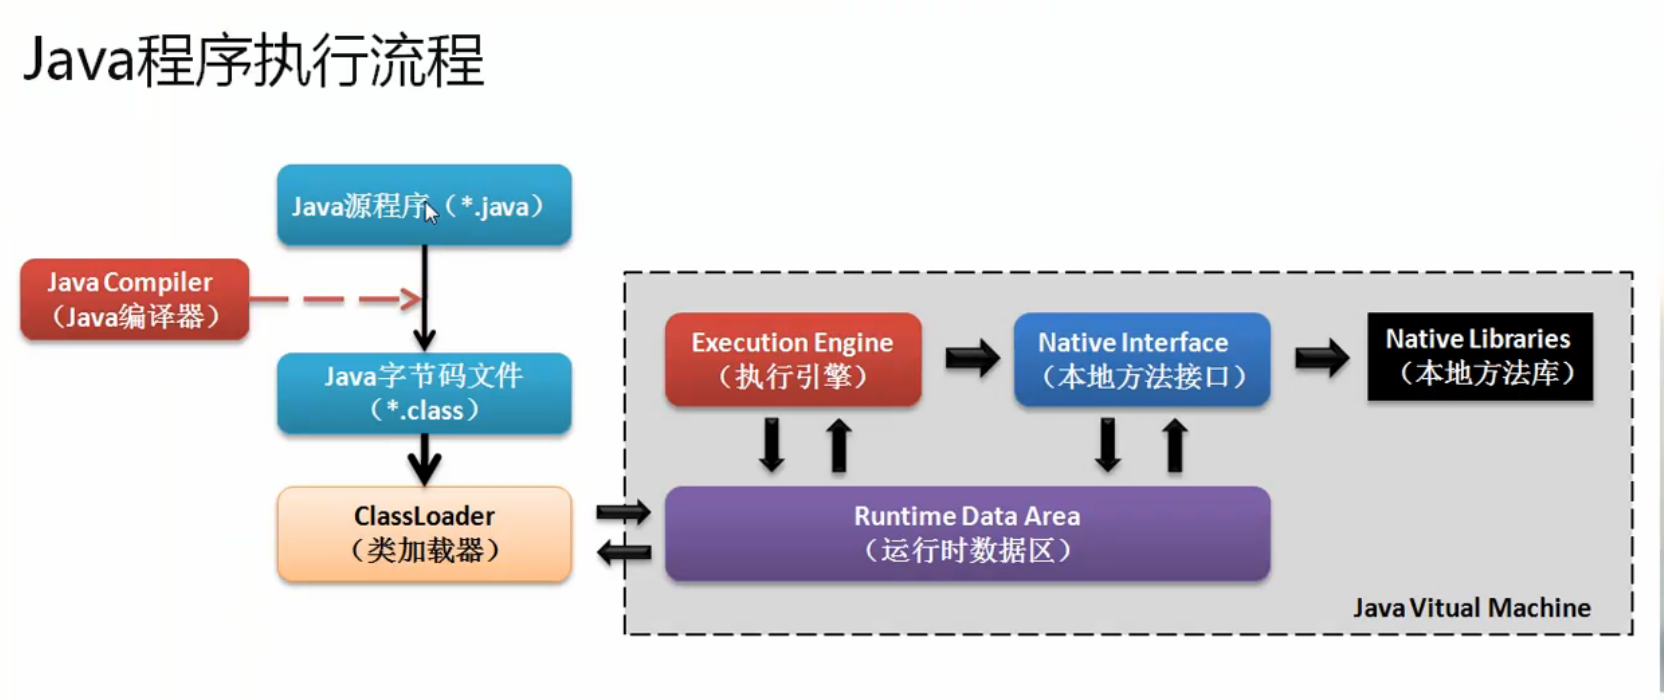 Java程序执行流程
Java源程序（*.java）
Java Compiler
（Java编译器）
Java字节码文件
（*.class）
ClassLoader
（类加载器）
Execution Engine
（执行引擎）
Native Interface
（本地方法接口）
Native Libraries
（本地方法库）
Runtime Data Area
（运行时数据区）
Java Vitual Machine